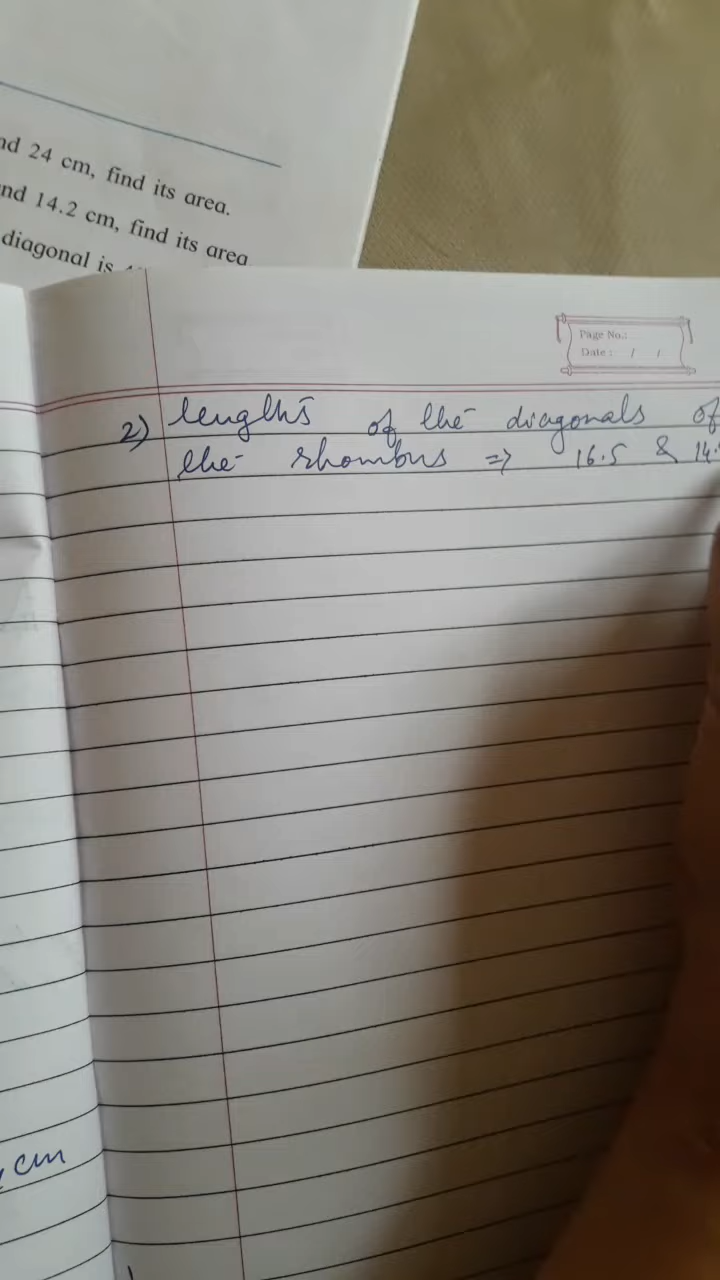 nd 24 cm, find its area.
nd 14.2 cm, find its area
diagonal is
Page No.:
Date: / /
2) lengths of the diagonals of
the rhombus => 16.5 & 14.
cm